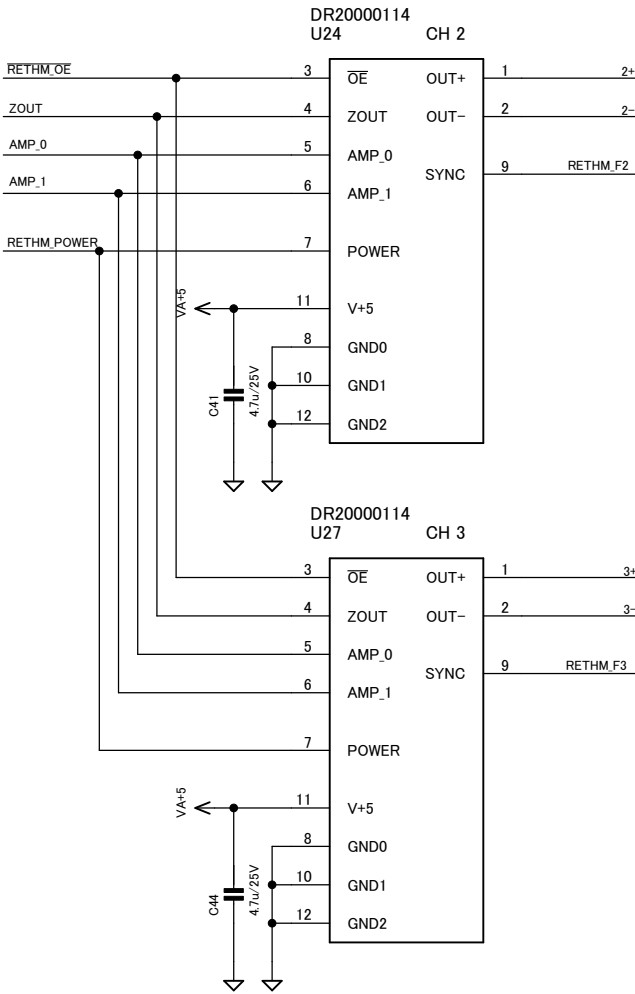 DR20000114
U24 CH 2
RETHM_OE 3 OE OUT+ 1 2+
ZOUT 4 ZOUT OUT- 2 2-
AMP_0 5 AMP_0
SYNC 9 RETHM_F2
AMP_1 6 AMP_1
RETHM_POWER 7 POWER
VA+5 11 V+5
8 GND0
C41 4.7u/25V
10 GND1
12 GND2
DR20000114
U27 CH 3
3 OE OUT+ 1 3+
4 ZOUT OUT- 2 3-
5 AMP_0
SYNC 9 RETHM_F3
6 AMP_1
7 POWER
VA+5 11 V+5
8 GND0
C44 4.7u/25V
10 GND1
12 GND2